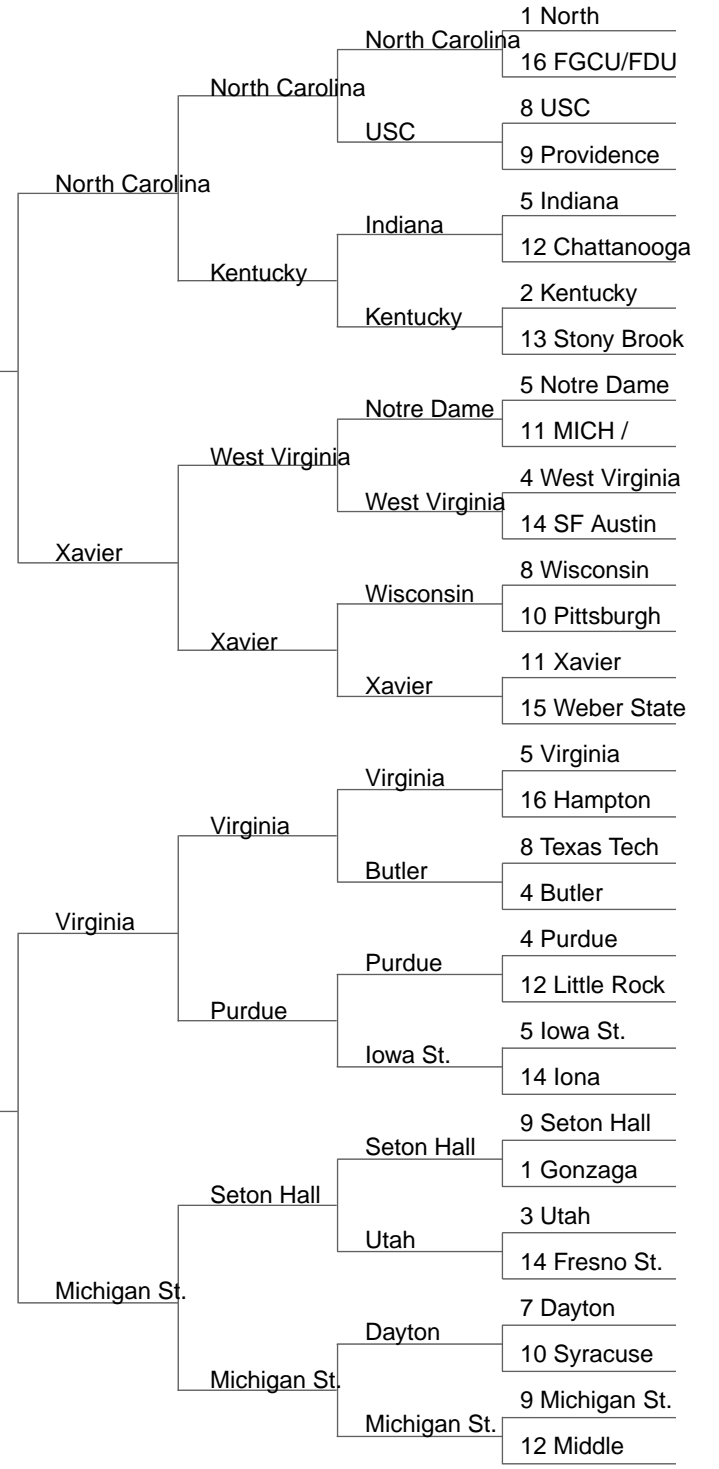 1 North
North Carolina
16 FGCU/FDU
North Carolina
8 USC
USC
9 Providence
North Carolina
5 Indiana
Indiana
12 Chattanooga
Kentucky
2 Kentucky
Kentucky
13 Stony Brook
5 Notre Dame
Notre Dame
11 MICH /
West Virginia
4 West Virginia
West Virginia
14 SF Austin
Xavier
8 Wisconsin
Wisconsin
10 Pittsburgh
Xavier
11 Xavier
Xavier
15 Weber State
5 Virginia
Virginia
16 Hampton
Virginia
8 Texas Tech
Butler
4 Butler
Virginia
4 Purdue
Purdue
12 Little Rock
Purdue
5 Iowa St.
Iowa St.
14 Iona
9 Seton Hall
Seton Hall
1 Gonzaga
Seton Hall
3 Utah
Utah
14 Fresno St.
Michigan St.
7 Dayton
Dayton
10 Syracuse
Michigan St.
9 Michigan St.
Michigan St.
12 Middle